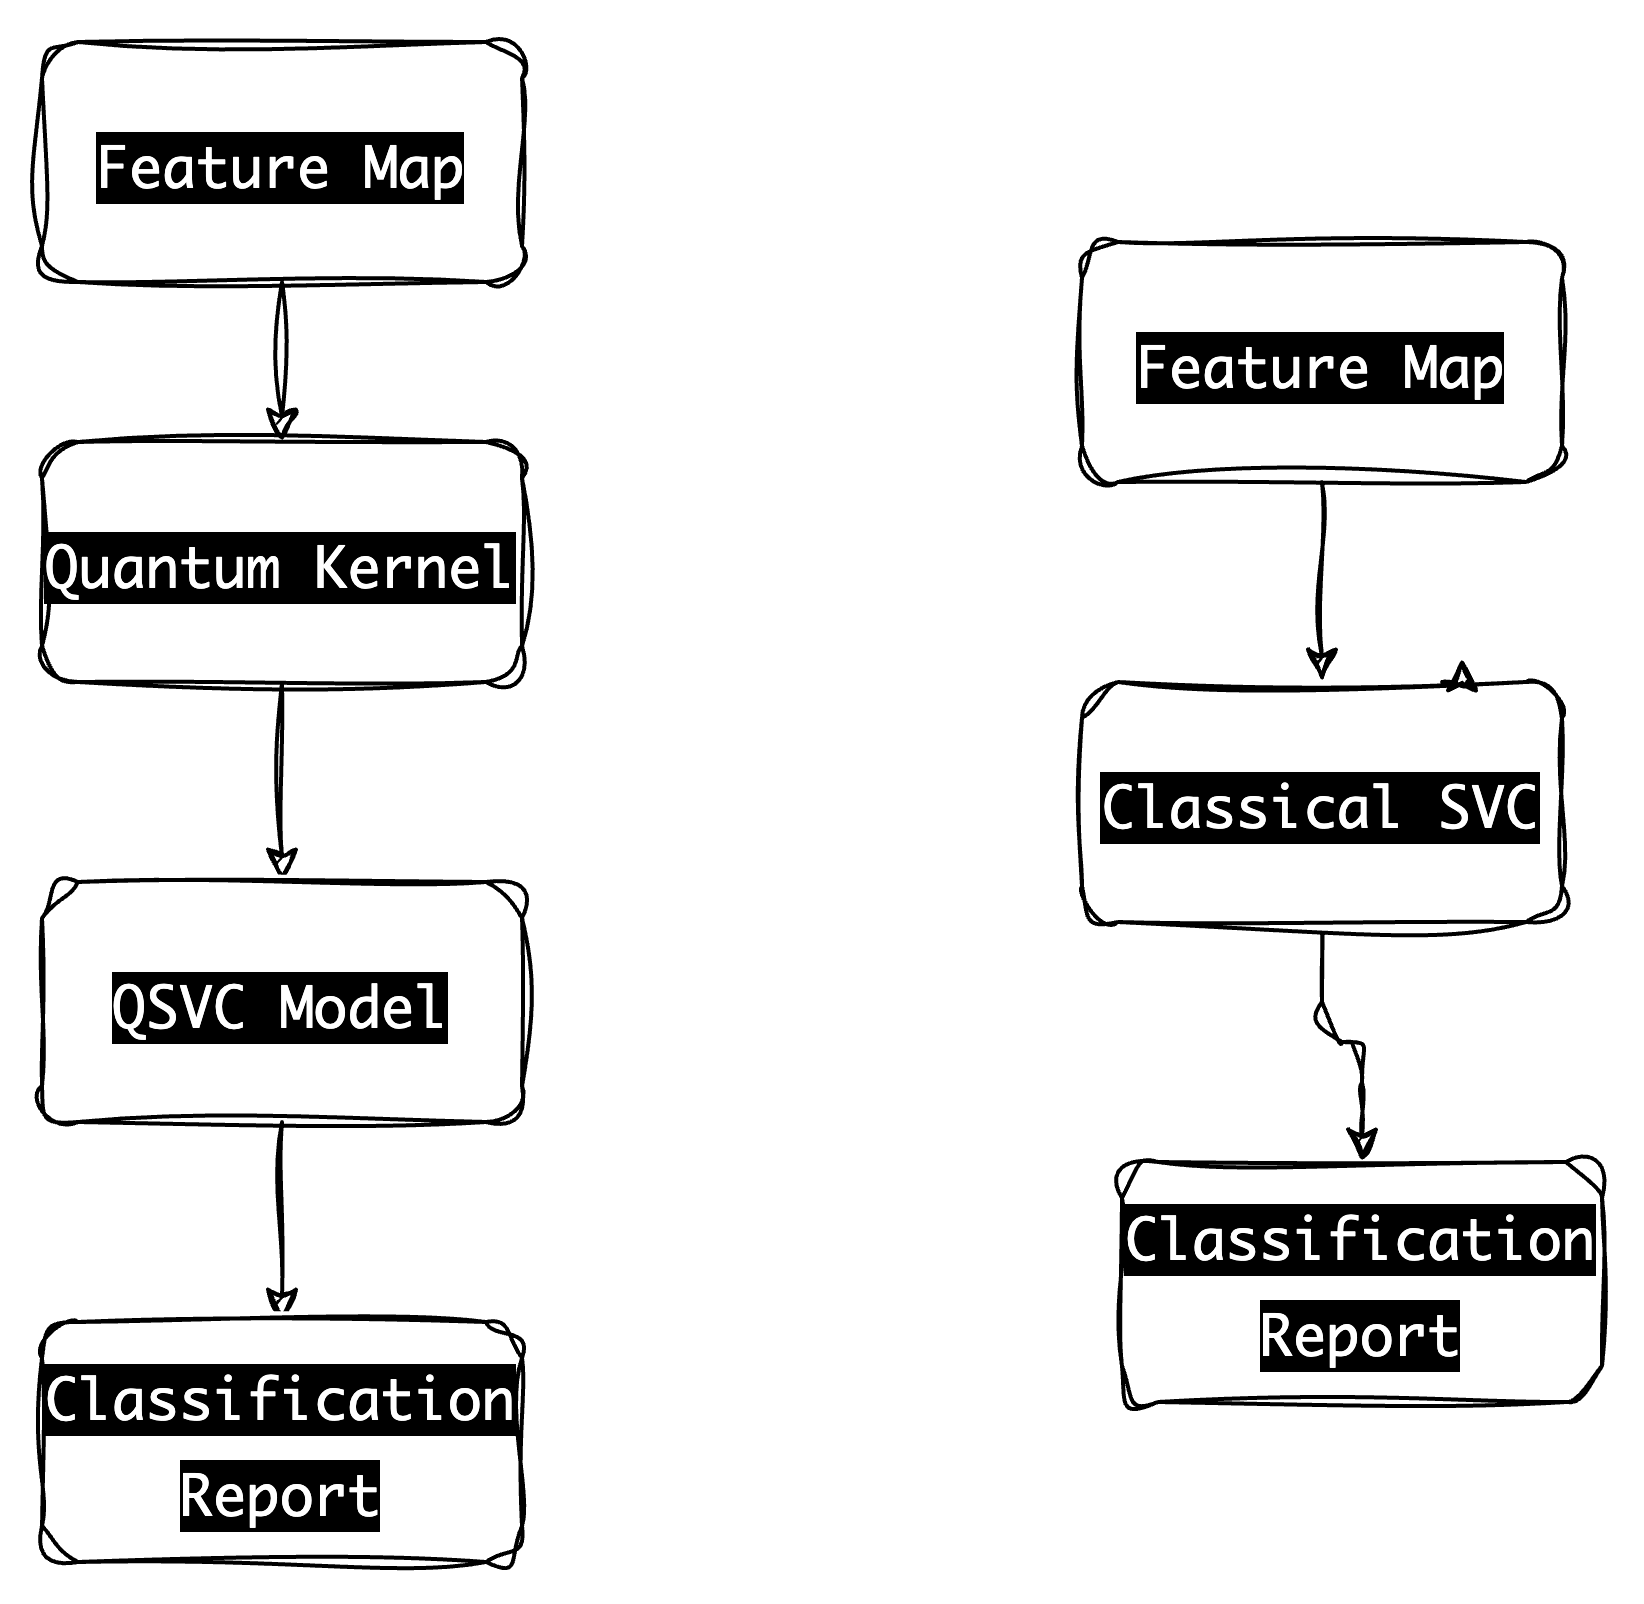 Feature Map
Quantum Kernel
QSVC Model
Classification
Report
Feature Map
Classical SVC
Classification
Report